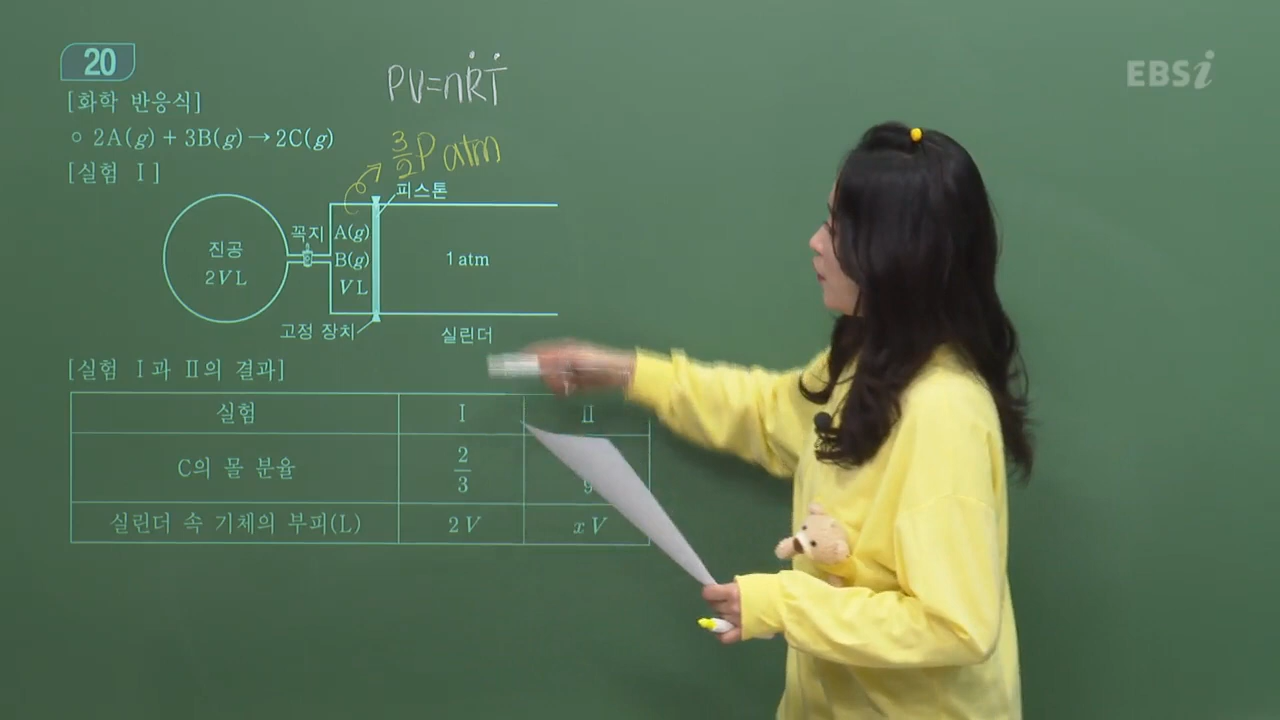 20
EBSi
PV=nRT
[화학 반응식]
○ 2A(g) + 3B(g) → 2C(g)
3/2 P atm
[실험 Ⅰ]
피스톤
꼭지
A(g)
진공
B(g)
1 atm
2V L
V L
고정 장치
실린더
[실험 Ⅰ과 Ⅱ의 결과]
실험 Ⅰ Ⅱ
C의 몰 분율 2/3 9
실린더 속 기체의 부피(L) 2V xV